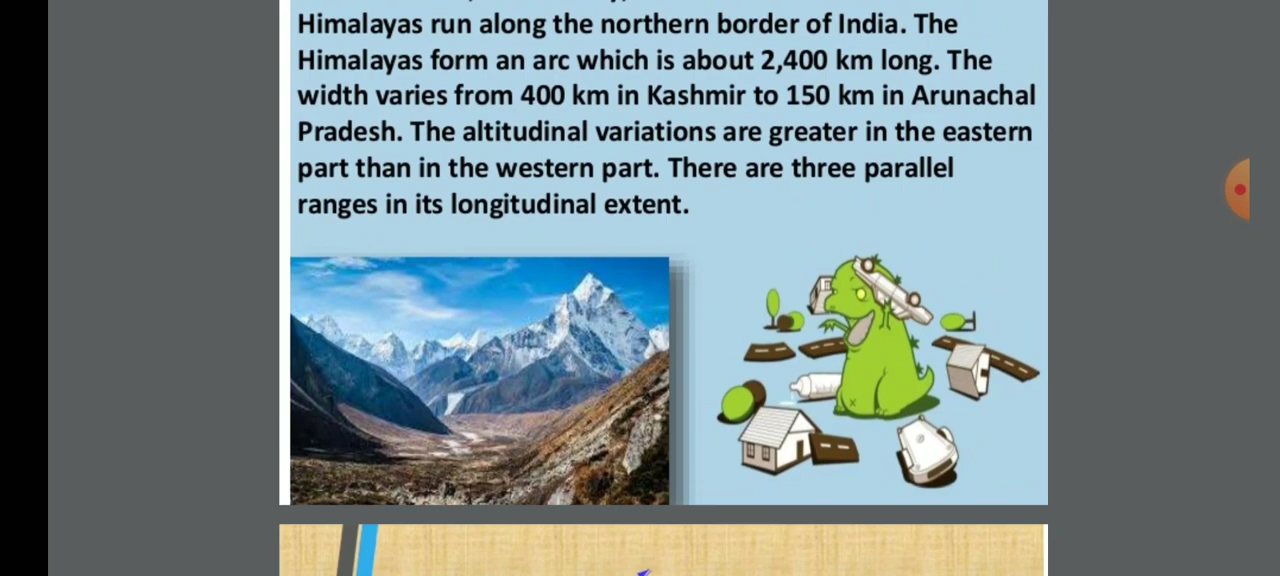 Himalayas run along the northern border of India. The
Himalayas form an arc which is about 2,400 km long. The
width varies from 400 km in Kashmir to 150 km in Arunachal
Pradesh. The altitudinal variations are greater in the eastern
part than in the western part. There are three parallel
ranges in its longitudinal extent.